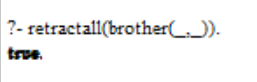 ?- retractall(brother(_,_)).
true.